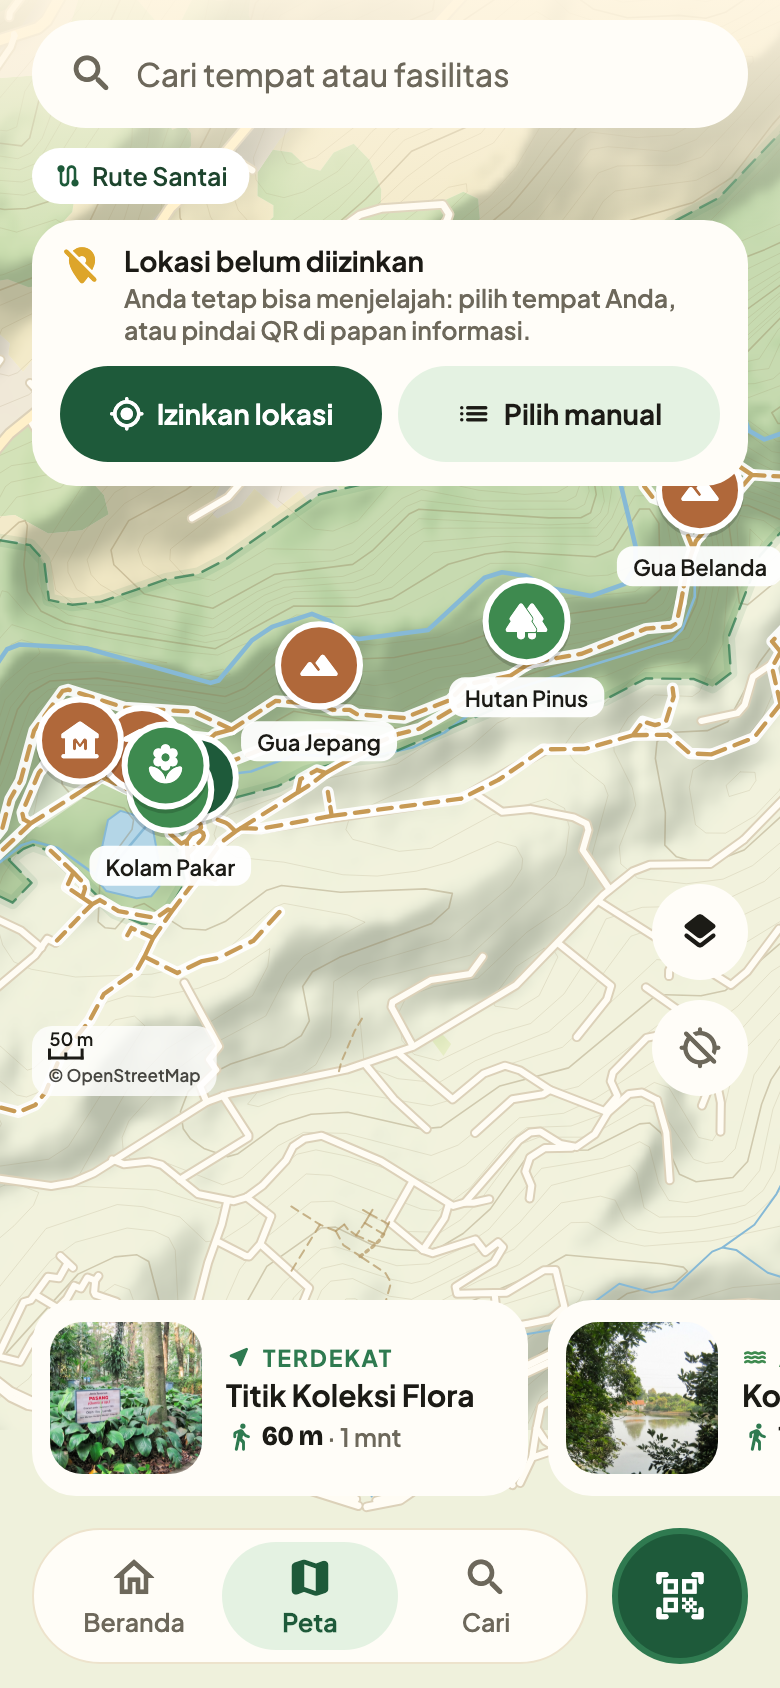 Cari tempat atau fasilitas
Rute Santai
Lokasi belum diizinkan
Anda tetap bisa menjelajah: pilih tempat Anda,
atau pindai QR di papan informasi.
Izinkan lokasi
Pilih manual
Gua Belanda
Hutan Pinus
Gua Jepang
M
Kolam Pakar
50 m
© OpenStreetMap
TERDEKAT
Titik Koleksi Flora
60 m · 1 mnt
PASANG
Ko
Beranda
Peta
Cari